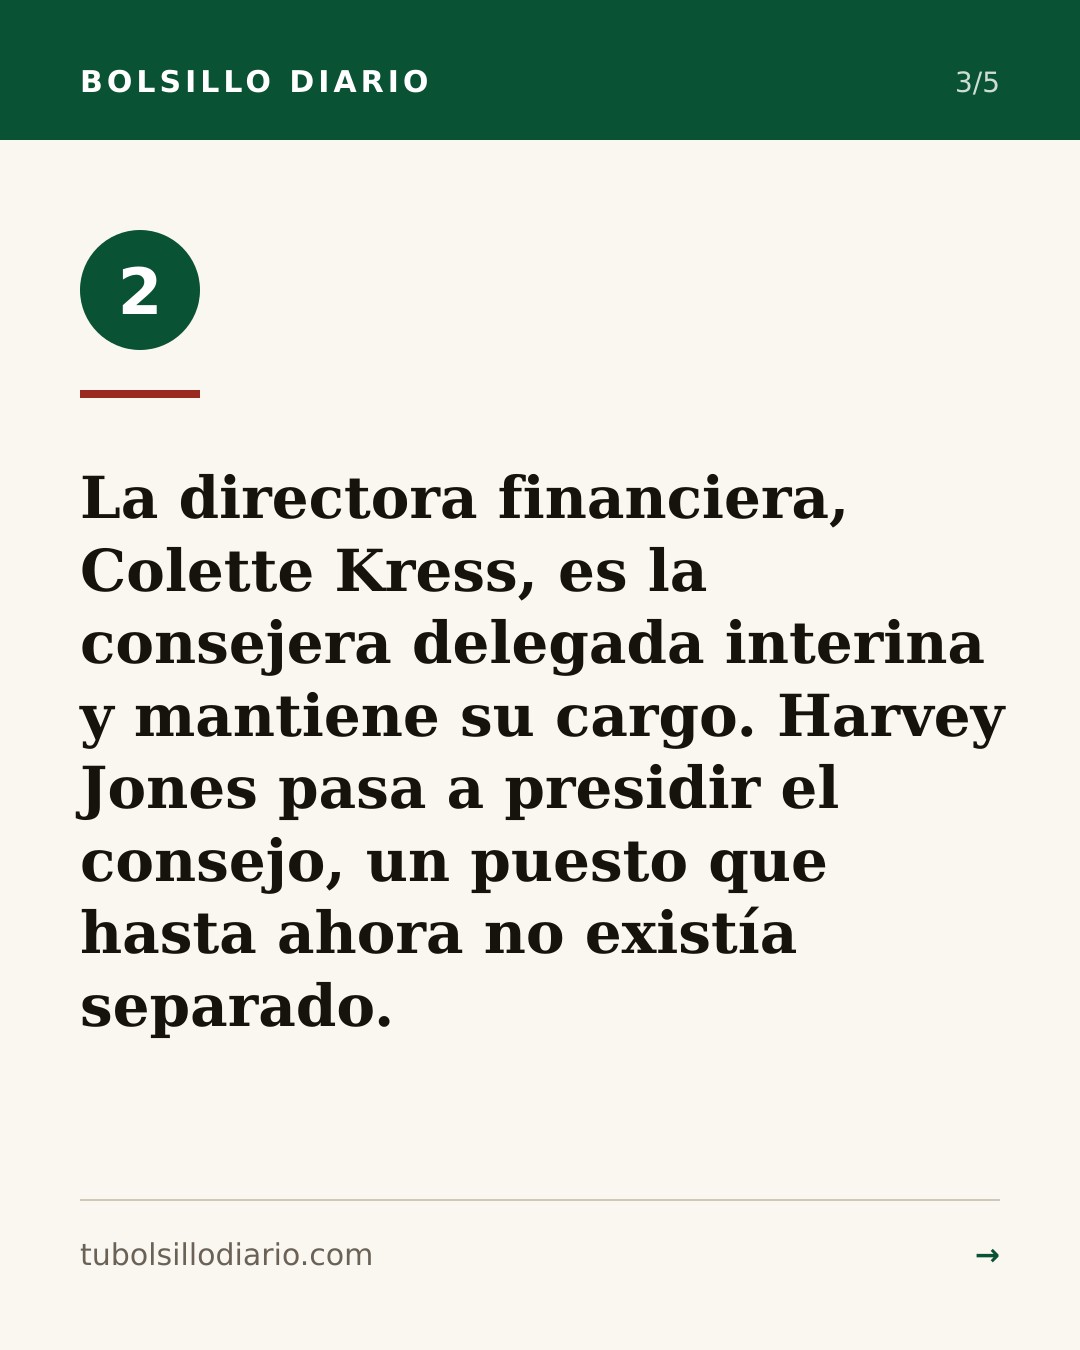 BOLSILLO DIARIO
3/5
2
La directora financiera,
Colette Kress, es la
consejera delegada interina
y mantiene su cargo. Harvey
Jones pasa a presidir el
consejo, un puesto que
hasta ahora no existía
separado.
tubolsillodiario.com
→